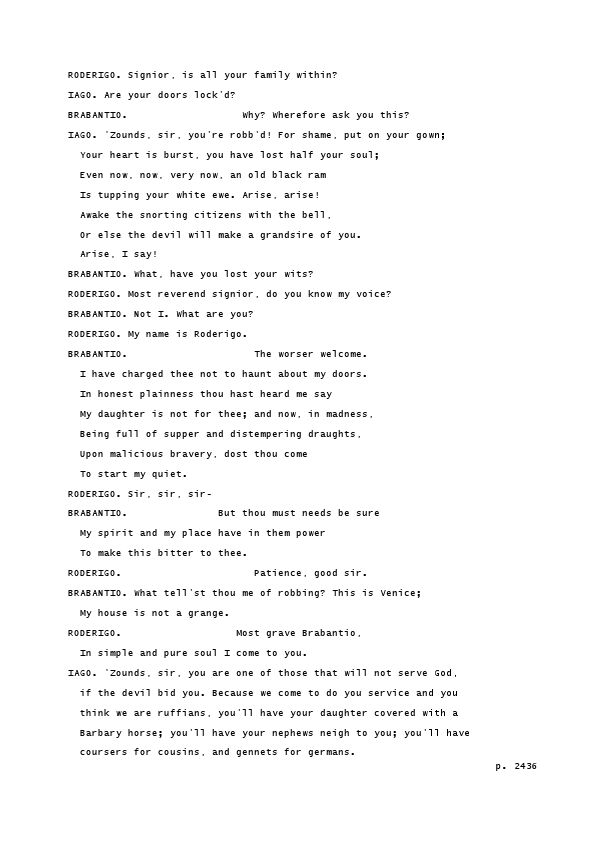 RODERIGO. Signior, is all your family within?
IAGO. Are your doors lock'd?
BRABANTIO.                   Why? Wherefore ask you this?
IAGO. 'Zounds, sir, you're robb'd! For shame, put on your gown;
  Your heart is burst, you have lost half your soul;
  Even now, now, very now, an old black ram
  Is tupping your white ewe. Arise, arise!
  Awake the snorting citizens with the bell,
  Or else the devil will make a grandsire of you.
  Arise, I say!
BRABANTIO. What, have you lost your wits?
RODERIGO. Most reverend signior, do you know my voice?
BRABANTIO. Not I. What are you?
RODERIGO. My name is Roderigo.
BRABANTIO.                     The worser welcome.
  I have charged thee not to haunt about my doors.
  In honest plainness thou hast heard me say
  My daughter is not for thee; and now, in madness,
  Being full of supper and distempering draughts,
  Upon malicious bravery, dost thou come
  To start my quiet.
RODERIGO. Sir, sir, sir-
BRABANTIO.               But thou must needs be sure
  My spirit and my place have in them power
  To make this bitter to thee.
RODERIGO.                      Patience, good sir.
BRABANTIO. What tell'st thou me of robbing? This is Venice;
  My house is not a grange.
RODERIGO.                   Most grave Brabantio,
  In simple and pure soul I come to you.
IAGO. 'Zounds, sir, you are one of those that will not serve God,
  if the devil bid you. Because we come to do you service and you
  think we are ruffians, you'll have your daughter covered with a
  Barbary horse; you'll have your nephews neigh to you; you'll have
  coursers for cousins, and gennets for germans.
p. 2436